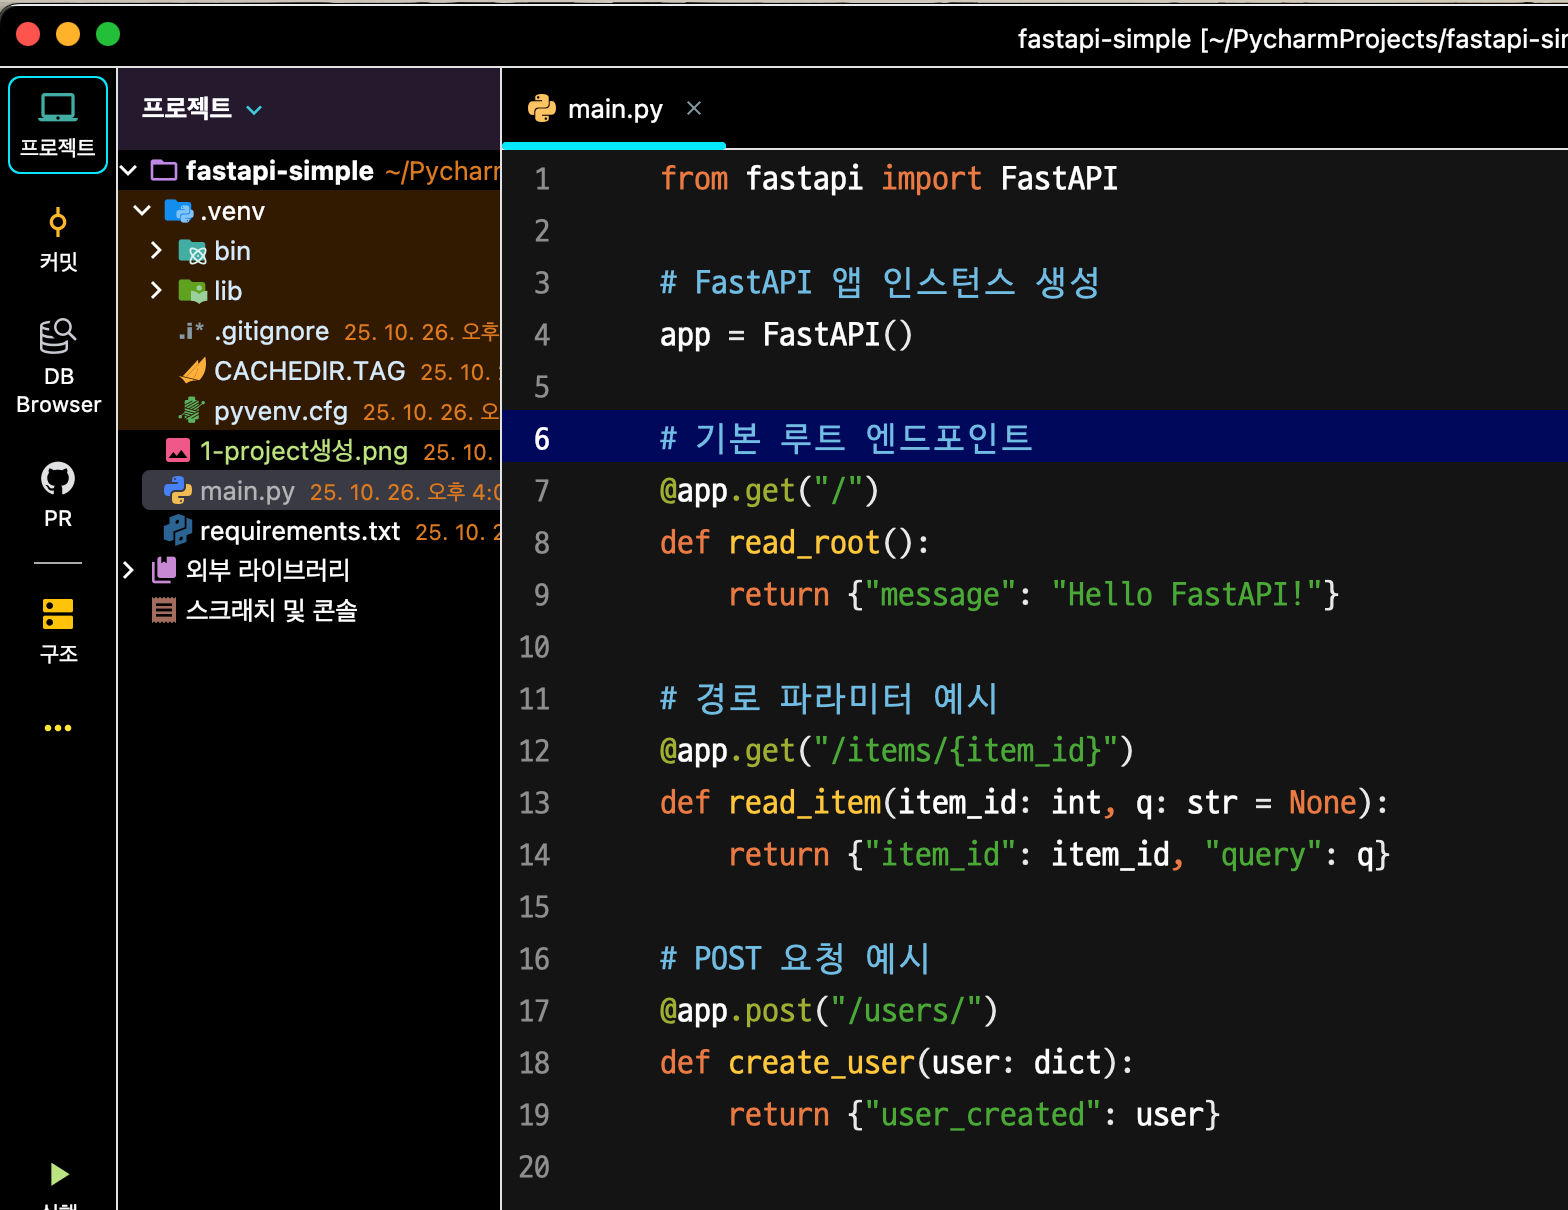 fastapi-simple [~/PycharmProjects/fastapi-sim
프로젝트
커밋
DB
Browser
PR
구조
프로젝트
fastapi-simple ~/Pycharm
.venv
bin
lib
.gitignore 25. 10. 26. 오후
CACHEDIR.TAG 25. 10.
pyvenv.cfg 25. 10. 26. 오
1-project생성.png 25. 10.
main.py 25. 10. 26. 오후 4:0
requirements.txt 25. 10. 2
외부 라이브러리
스크래치 및 콘솔
main.py
1 from fastapi import FastAPI
2
3 # FastAPI 앱 인스턴스 생성
4 app = FastAPI()
5
6 # 기본 루트 엔드포인트
7 @app.get("/")
8 def read_root():
9     return {"message": "Hello FastAPI!"}
10
11 # 경로 파라미터 예시
12 @app.get("/items/{item_id}")
13 def read_item(item_id: int, q: str = None):
14     return {"item_id": item_id, "query": q}
15
16 # POST 요청 예시
17 @app.post("/users/")
18 def create_user(user: dict):
19     return {"user_created": user}
20